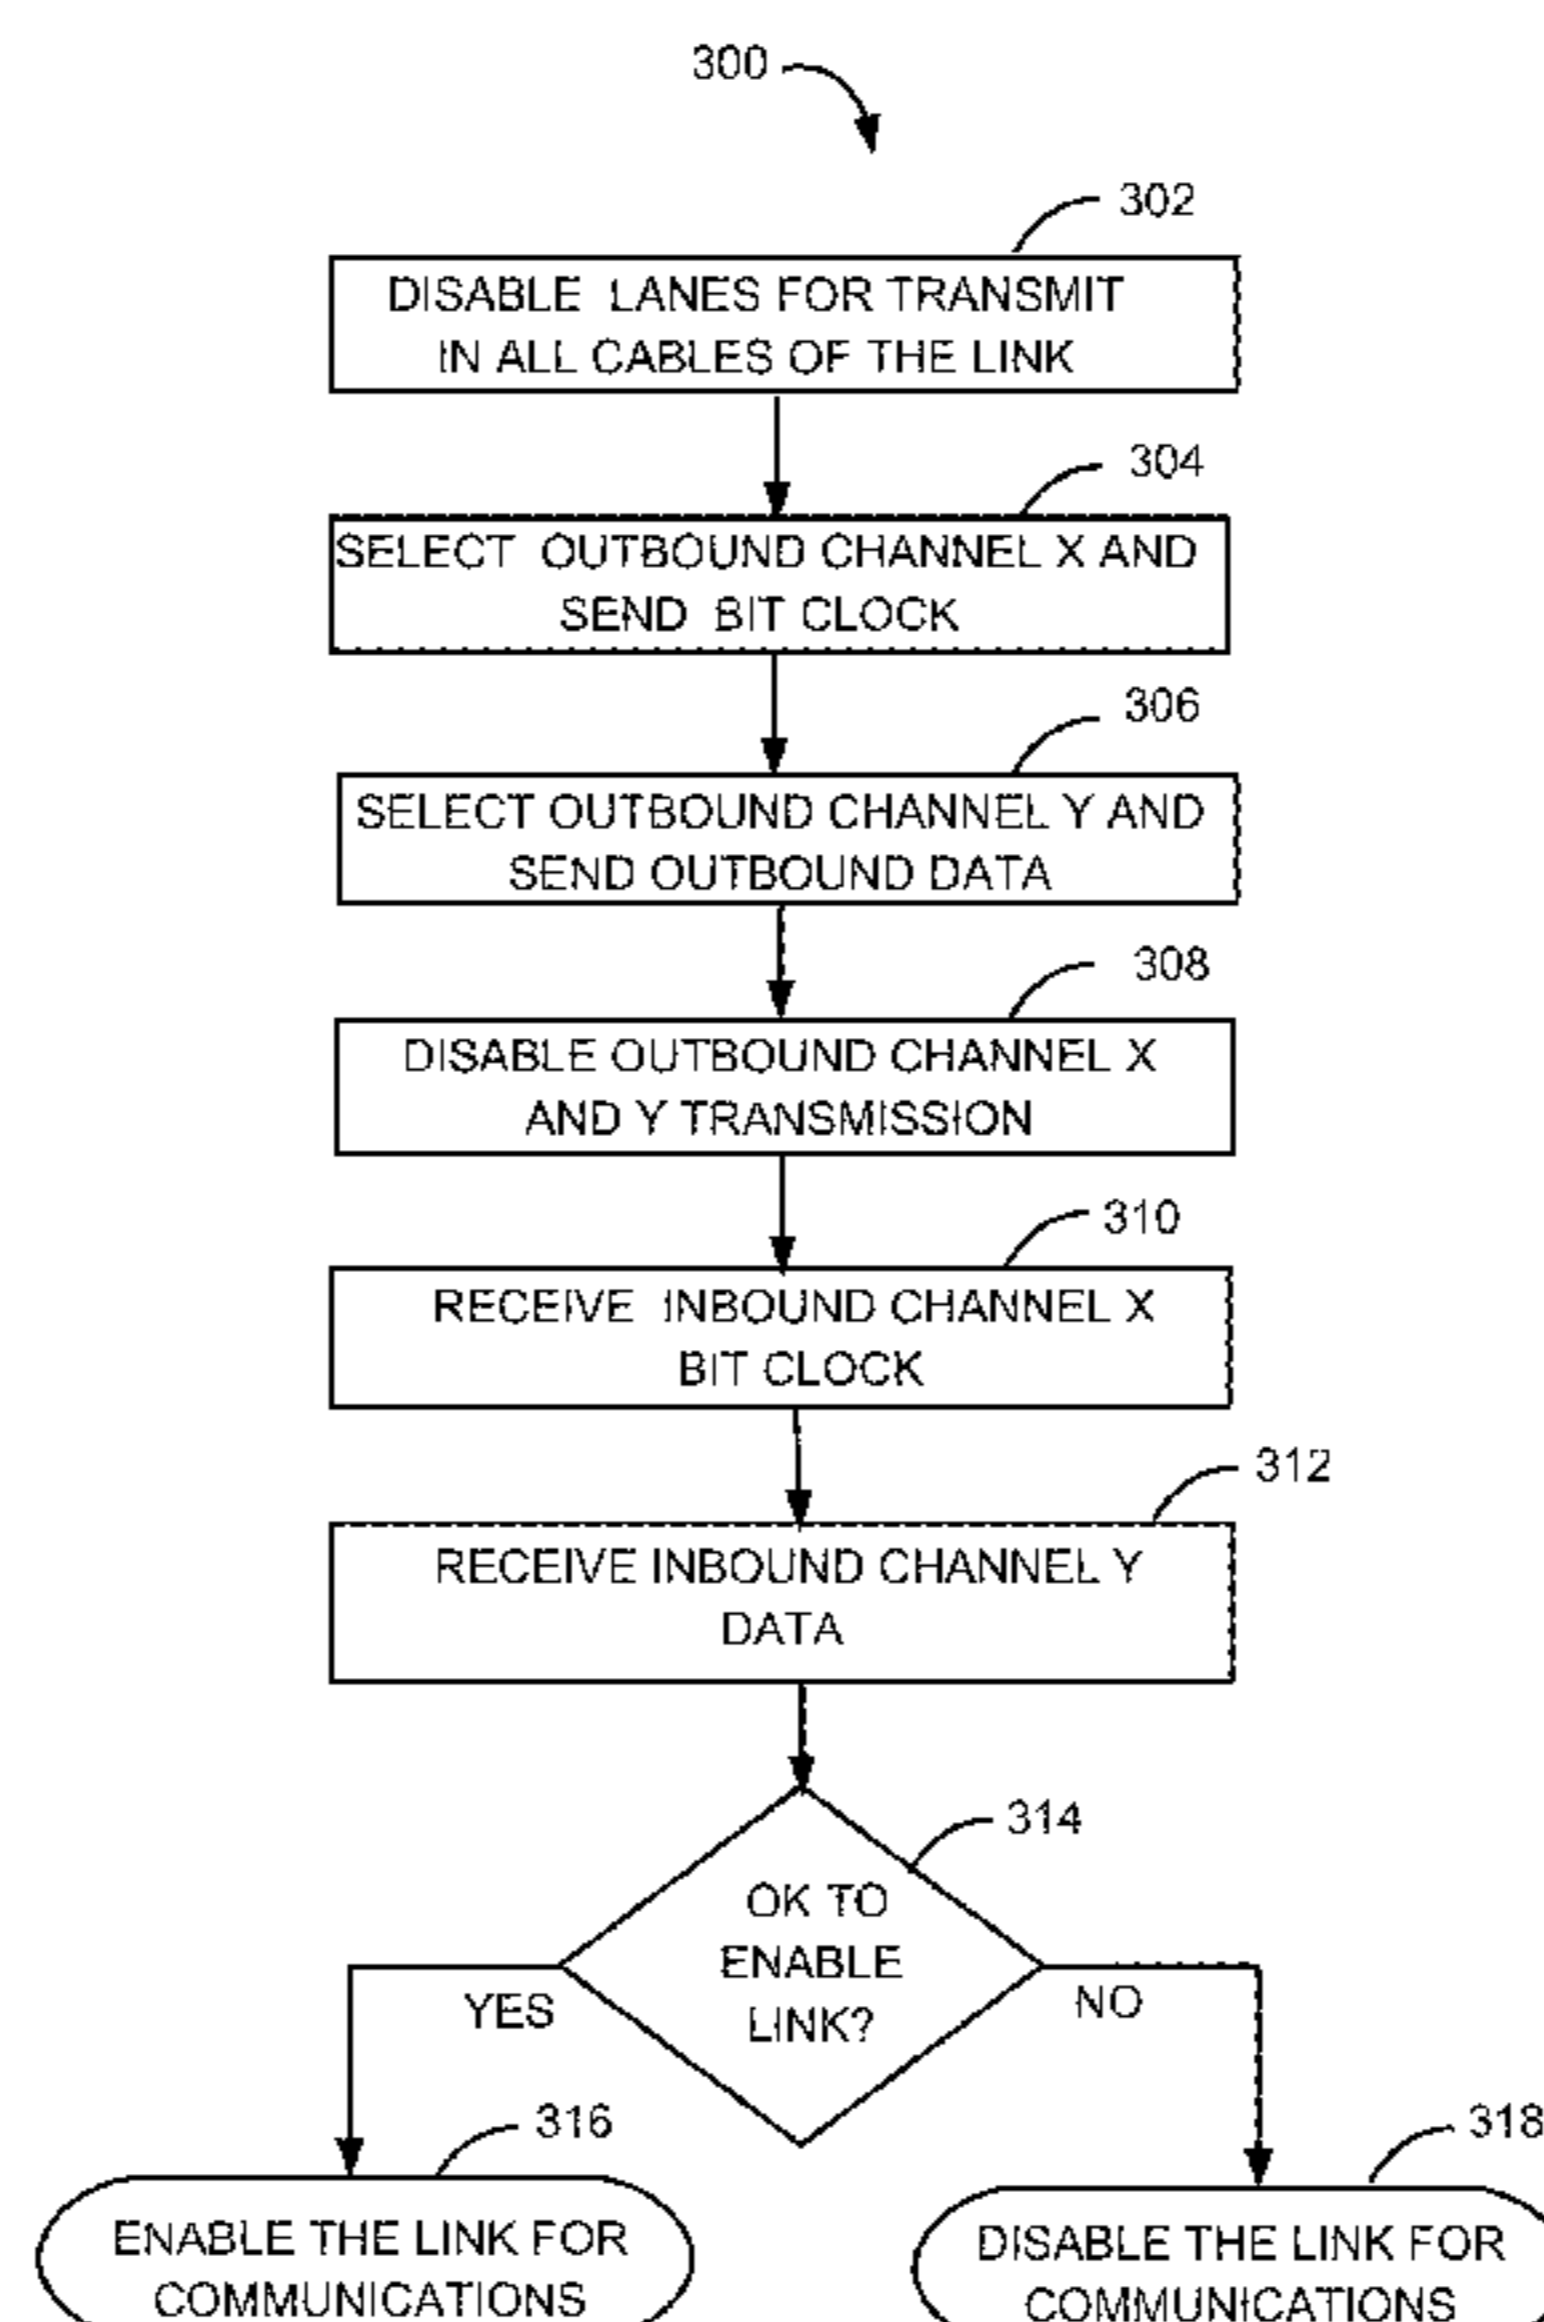 300
302
DISABLE LANES FOR TRANSMIT
IN ALL CABLES OF THE LINK
304
SELECT OUTBOUND CHANNEL X AND
SEND BIT CLOCK
306
SELECT OUTBOUND CHANNEL Y AND
SEND OUTBOUND DATA
308
DISABLE OUTBOUND CHANNEL X
AND Y TRANSMISSION
310
RECEIVE INBOUND CHANNEL X
BIT CLOCK
312
RECEIVE INBOUND CHANNEL Y
DATA
314
OK TO
ENABLE
LINK?
YES
NO
316
318
ENABLE THE LINK FOR
COMMUNICATIONS
DISABLE THE LINK FOR
COMMUNICATIONS